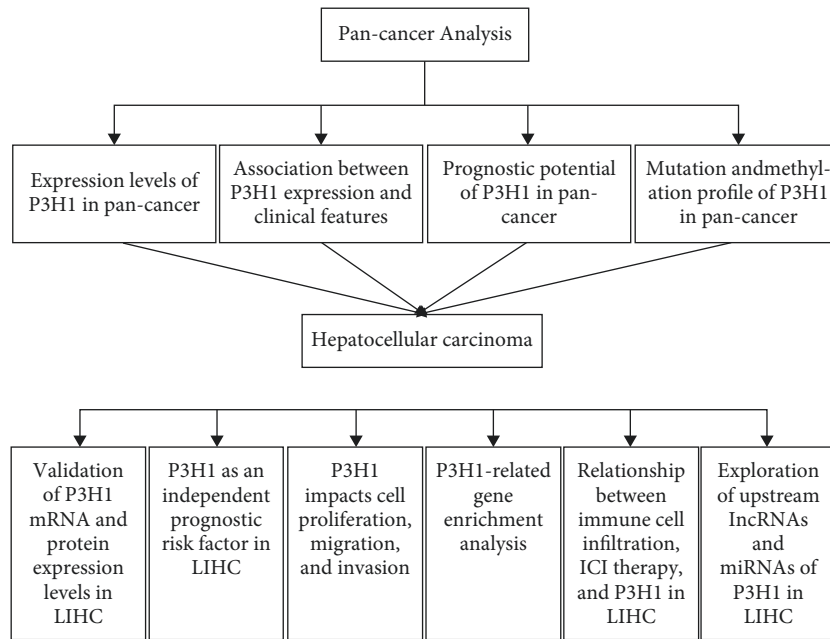 Pan-cancer Analysis
Expression levels of
P3H1 in pan-cancer
Association between
P3H1 expression and
clinical features
Prognostic potential
of P3H1 in pan-
cancer
Mutation andmethyl-
ation profile of P3H1
in pan-cancer
Hepatocellular carcinoma
Validation
of P3H1
mRNA and
protein
expression
levels in
LIHC
P3H1 as an
independent
prognostic
risk factor in
LIHC
P3H1
impacts cell
proliferation,
migration,
and invasion
P3H1-related
gene
enrichment
analysis
Relationship
between
immune cell
infiltration,
ICI therapy,
and P3H1 in
LIHC
Exploration
of upstream
IncRNAs
and
miRNAs of
P3H1 in
LIHC